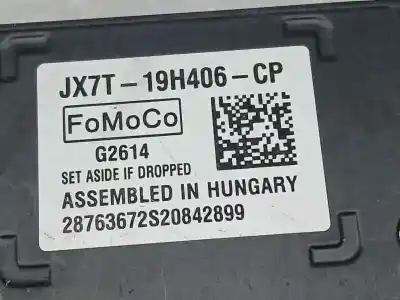 JX7T-19H406-CP
FoMoCo
G2614
SET ASIDE IF DROPPED
ASSEMBLED IN HUNGARY
28763672S20842899